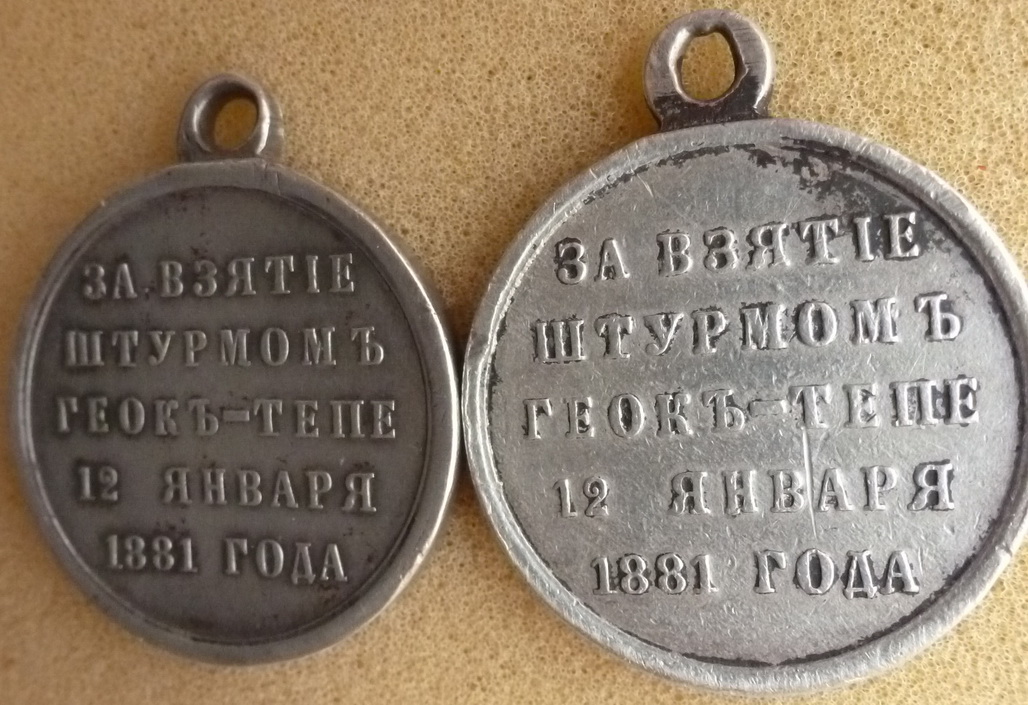 ЗА ВЗЯТІЕ
ШТУРМОМЪ
ГЕОКЪ-ТЕПЕ
12 ЯНВАРЯ
1881 ГОДА
ЗА ВЗЯТІЕ
ШТУРМОМЪ
ГЕОКЪ-ТЕПЕ
12 ЯНВАРЯ
1881 ГОДА